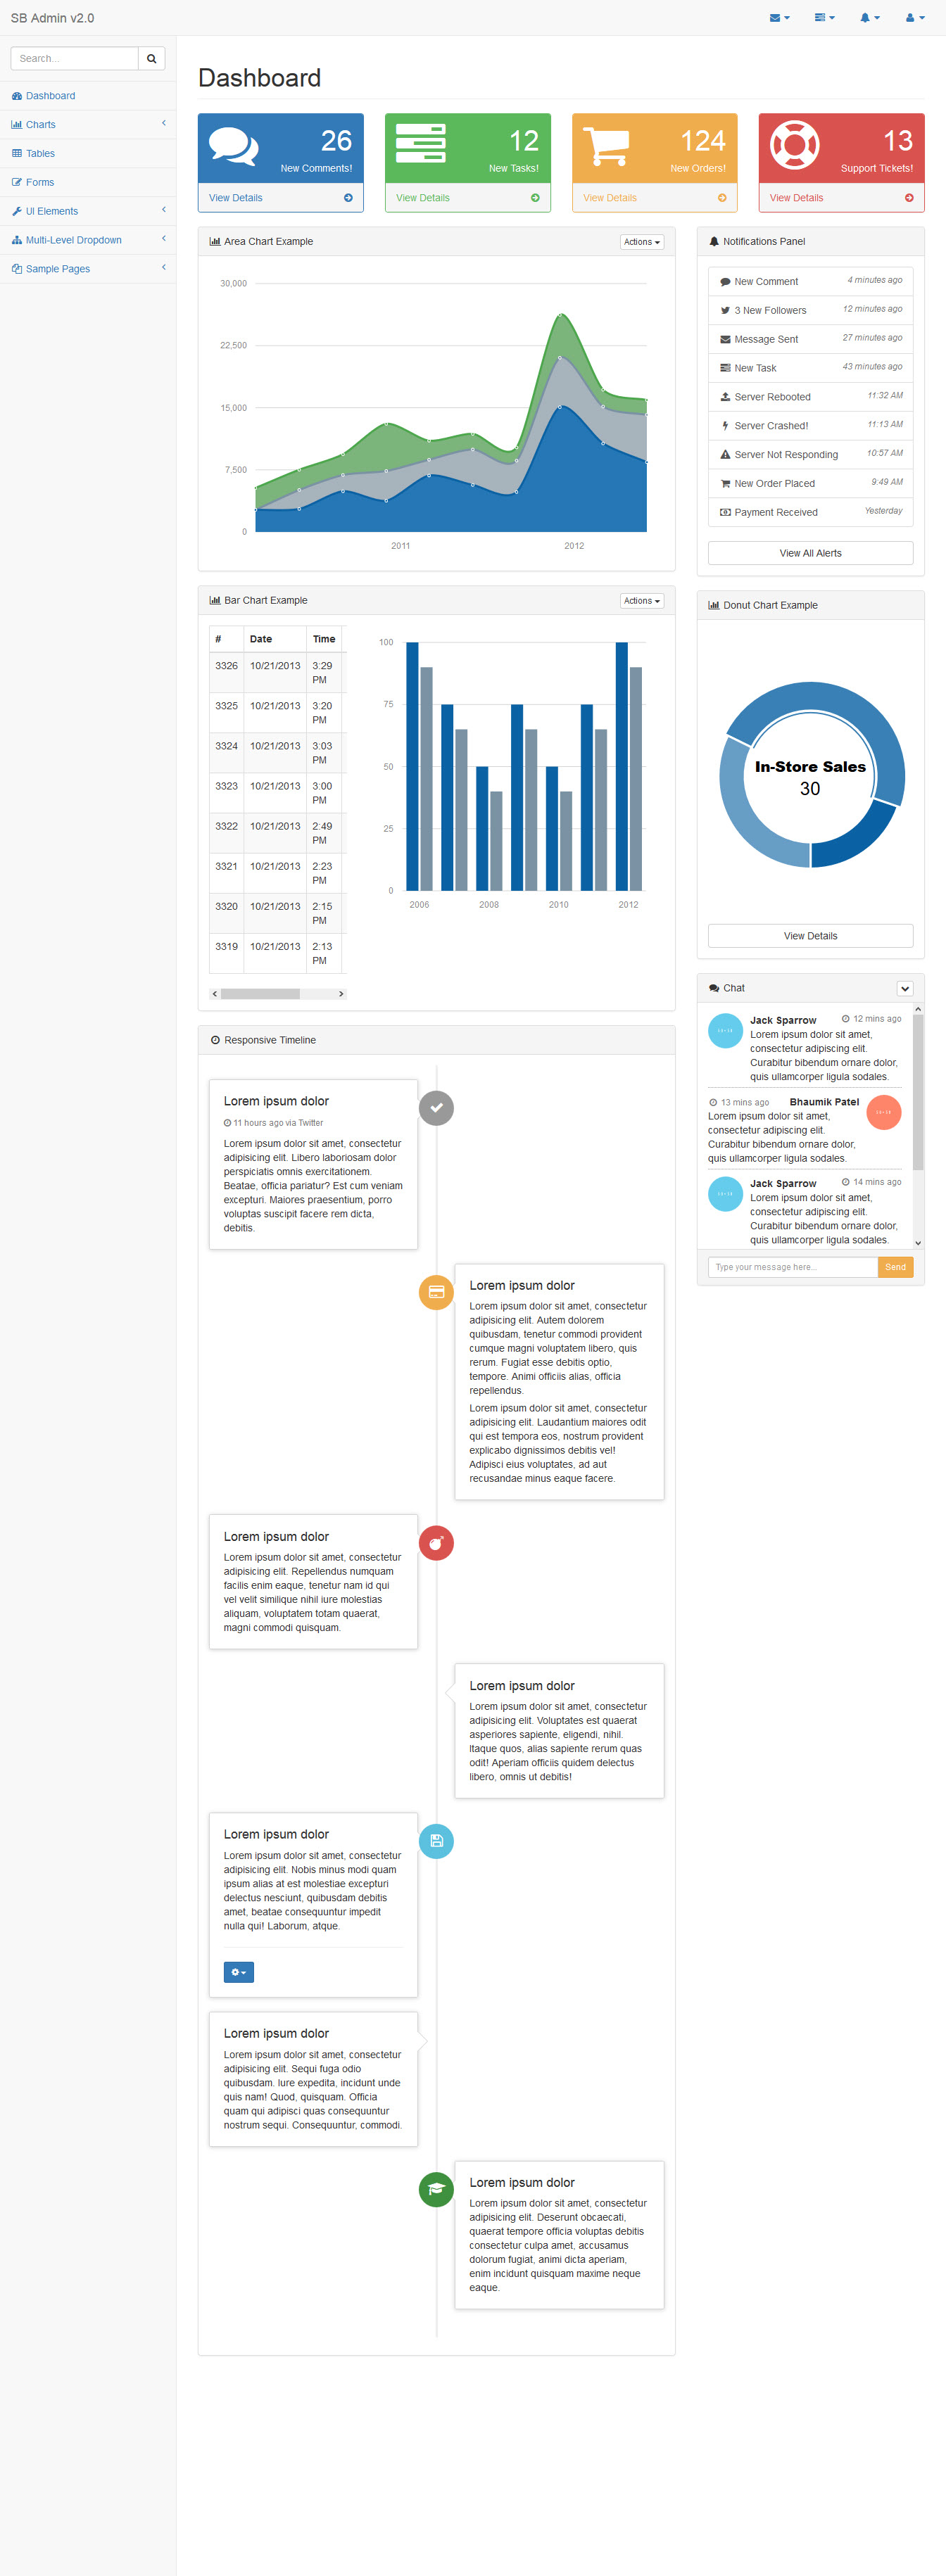 SB Admin v2.0
Search...
Dashboard
Charts
Tables
Forms
UI Elements
Multi-Level Dropdown
Sample Pages
Dashboard
26
New Comments!
View Details
12
New Tasks!
View Details
124
New Orders!
View Details
13
Support Tickets!
View Details
Area Chart Example
Actions
30,000
22,500
15,000
7,500
0
2011
2012
Bar Chart Example
Actions
# Date Time
3326 10/21/2013 3:29
PM
3325 10/21/2013 3:20
PM
3324 10/21/2013 3:03
PM
3323 10/21/2013 3:00
PM
3322 10/21/2013 2:49
PM
3321 10/21/2013 2:23
PM
3320 10/21/2013 2:15
PM
3319 10/21/2013 2:13
PM
100
75
50
25
0
2006 2008 2010 2012
Responsive Timeline
Lorem ipsum dolor
11 hours ago via Twitter
Lorem ipsum dolor sit amet, consectetur
adipisicing elit. Libero laboriosam dolor
perspiciatis omnis exercitationem.
Beatae, officia pariatur? Est cum veniam
excepturi. Maiores praesentium, porro
voluptas suscipit facere rem dicta,
debitis.
Lorem ipsum dolor
Lorem ipsum dolor sit amet, consectetur
adipisicing elit. Autem dolorem
quibusdam, tenetur commodi provident
cumque magni voluptatem libero, quis
rerum. Fugiat esse debitis optio,
tempore. Animi officiis alias, officia
repellendus.
Lorem ipsum dolor sit amet, consectetur
adipisicing elit. Laudantium maiores odit
qui est tempora eos, nostrum provident
explicabo dignissimos debitis vel!
Adipisci eius voluptates, ad aut
recusandae minus eaque facere.
Lorem ipsum dolor
Lorem ipsum dolor sit amet, consectetur
adipisicing elit. Repellendus numquam
facilis enim eaque, tenetur nam id qui
vel velit similique nihil iure molestias
aliquam, voluptatem totam quaerat,
magni commodi quisquam.
Lorem ipsum dolor
Lorem ipsum dolor sit amet, consectetur
adipisicing elit. Voluptates est quaerat
asperiores sapiente, eligendi, nihil.
Itaque quos, alias sapiente rerum quas
odit! Aperiam officiis quidem delectus
libero, omnis ut debitis!
Lorem ipsum dolor
Lorem ipsum dolor sit amet, consectetur
adipisicing elit. Nobis minus modi quam
ipsum alias at est molestiae excepturi
delectus nesciunt, quibusdam debitis
amet, beatae consequuntur impedit
nulla qui! Laborum, atque.
Lorem ipsum dolor
Lorem ipsum dolor sit amet, consectetur
adipisicing elit. Sequi fuga odio
quibusdam. Iure expedita, incidunt unde
quis nam! Quod, quisquam. Officia
quam qui adipisci quas consequuntur
nostrum sequi. Consequuntur, commodi.
Lorem ipsum dolor
Lorem ipsum dolor sit amet, consectetur
adipisicing elit. Deserunt obcaecati,
quaerat tempore officia voluptas debitis
consectetur culpa amet, accusamus
dolorum fugiat, animi dicta aperiam,
enim incidunt quisquam maxime neque
eaque.
Notifications Panel
New Comment 4 minutes ago
3 New Followers 12 minutes ago
Message Sent 27 minutes ago
New Task 43 minutes ago
Server Rebooted 11:32 AM
Server Crashed! 11:13 AM
Server Not Responding 10:57 AM
New Order Placed 9:49 AM
Payment Received Yesterday
View All Alerts
Donut Chart Example
In-Store Sales
30
View Details
Chat
Jack Sparrow 12 mins ago
Lorem ipsum dolor sit amet,
consectetur adipiscing elit.
Curabitur bibendum ornare dolor,
quis ullamcorper ligula sodales.
13 mins ago Bhaumik Patel
Lorem ipsum dolor sit amet,
consectetur adipiscing elit.
Curabitur bibendum ornare dolor,
quis ullamcorper ligula sodales.
Jack Sparrow 14 mins ago
Lorem ipsum dolor sit amet,
consectetur adipiscing elit.
Curabitur bibendum ornare dolor,
quis ullamcorper ligula sodales.
Type your message here...
Send